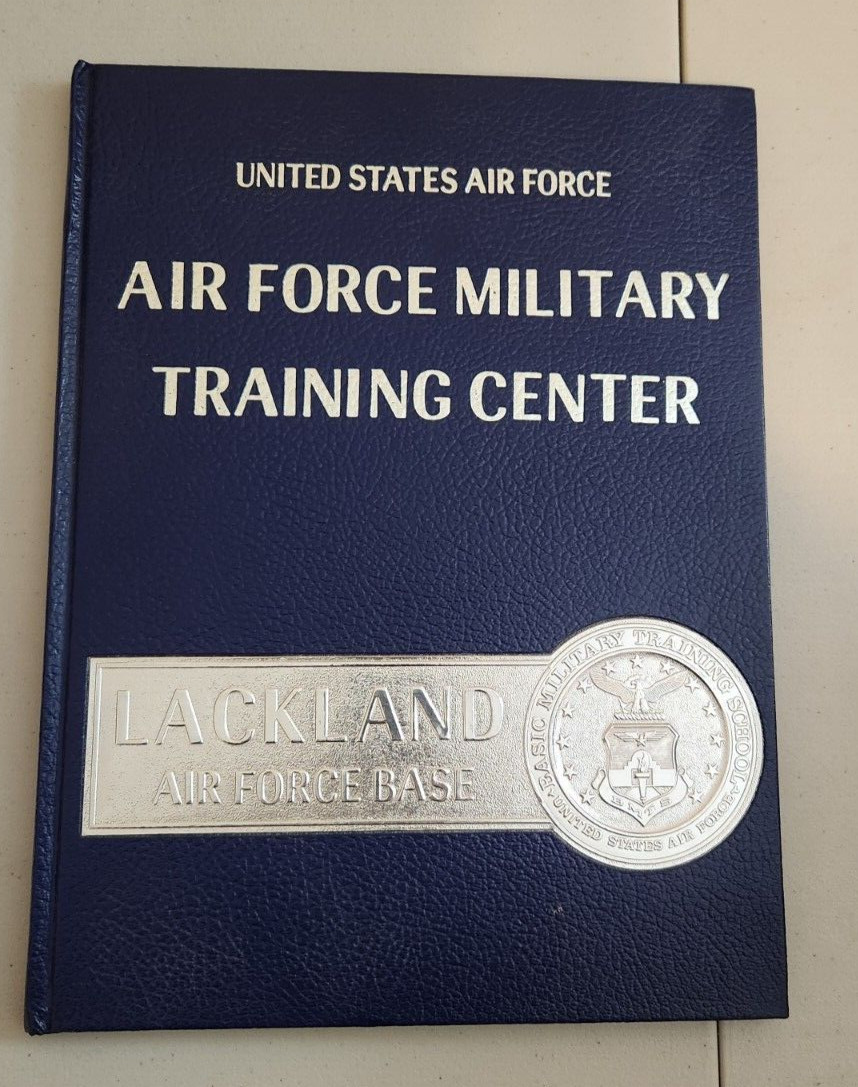 UNITED STATES AIR FORCE
AIR FORCE MILITARY
TRAINING CENTER
LACKLAND
AIR FORCE BASE
BASIC MILITARY TRAINING SCHOOL
BMTS
UNITED STATES AIR FORCE